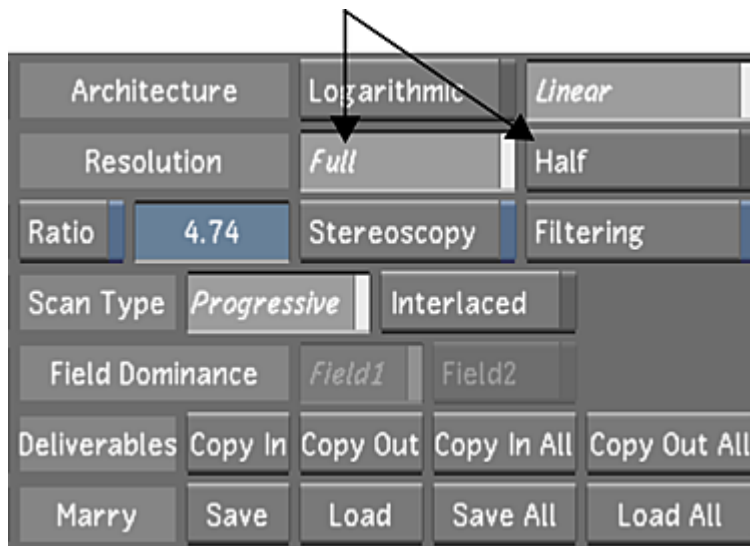 Architecture Logarithmic Linear
Resolution Full Half
Ratio 4.74 Stereoscopy Filtering
Scan Type Progressive Interlaced
Field Dominance Field1 Field2
Deliverables Copy In Copy Out Copy In All Copy Out All
Marry Save Load Save All Load All